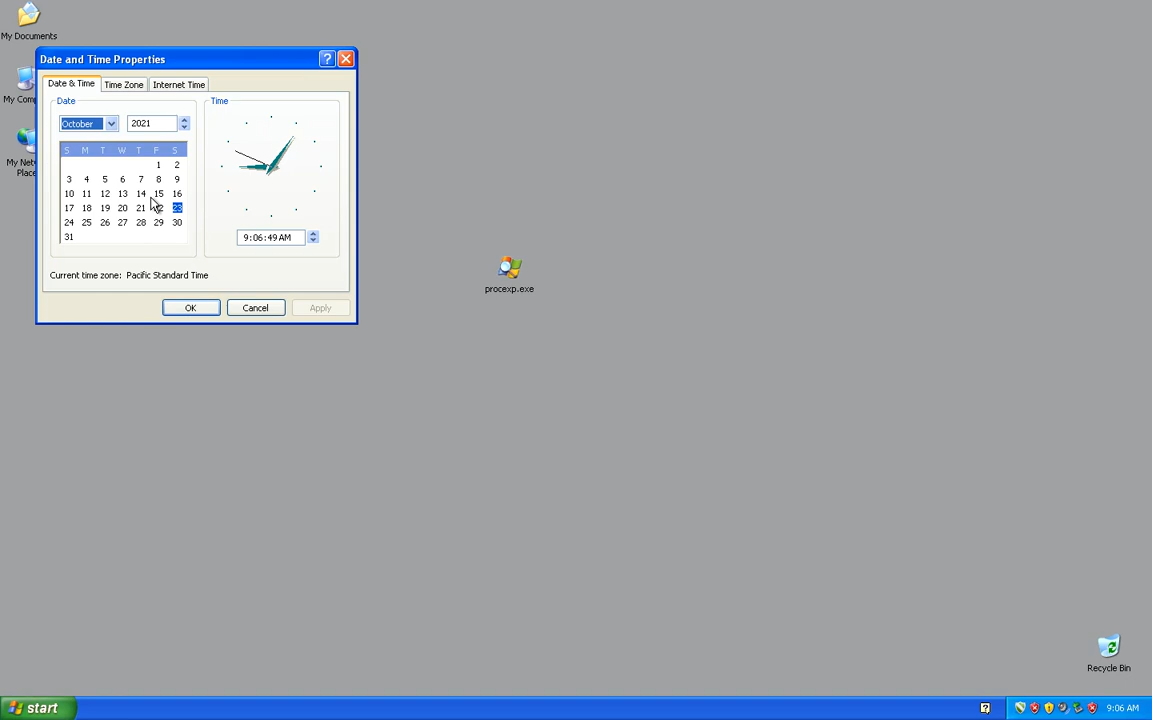 My Documents
Date and Time Properties
Date & Time
Time Zone
Internet Time
My Comp
My Netw
Place
Date
Time
October
2021
S M T W T F S
1 2
3 4 5 6 7 8 9
10 11 12 13 14 15 16
17 18 19 20 21 22 23
24 25 26 27 28 29 30
31
9:06:49 AM
Current time zone: Pacific Standard Time
OK
Cancel
Apply
procexp.exe
Recycle Bin
start
9:06 AM